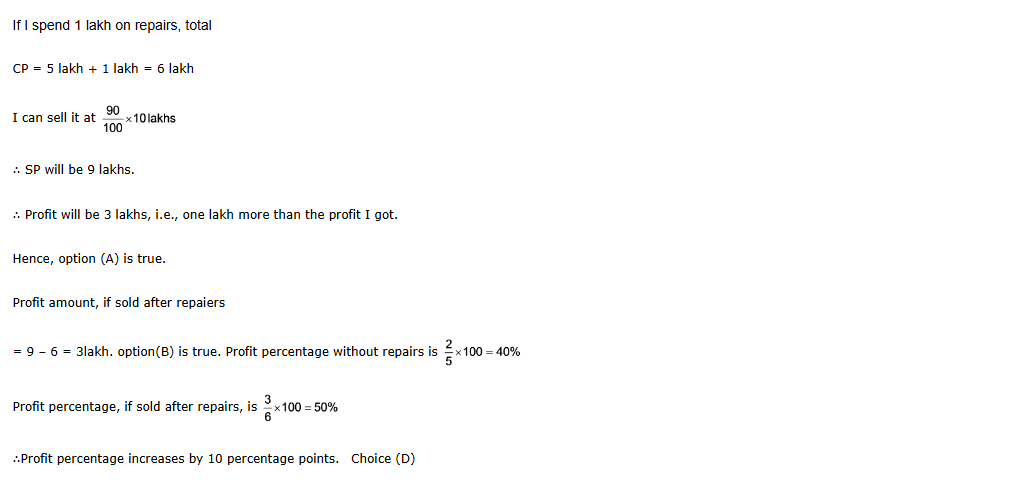 If I spend 1 lakh on repairs, total
CP = 5 lakh + 1 lakh = 6 lakh
I can sell it at 90/100 ×10lakhs
∴ SP will be 9 lakhs.
∴ Profit will be 3 lakhs, i.e., one lakh more than the profit I got.
Hence, option (A) is true.
Profit amount, if sold after repaiers
= 9 – 6 = 3lakh. option(B) is true. Profit percentage without repairs is 2/5 ×100 = 40%
Profit percentage, if sold after repairs, is 3/6 ×100 = 50%
∴Profit percentage increases by 10 percentage points. Choice (D)